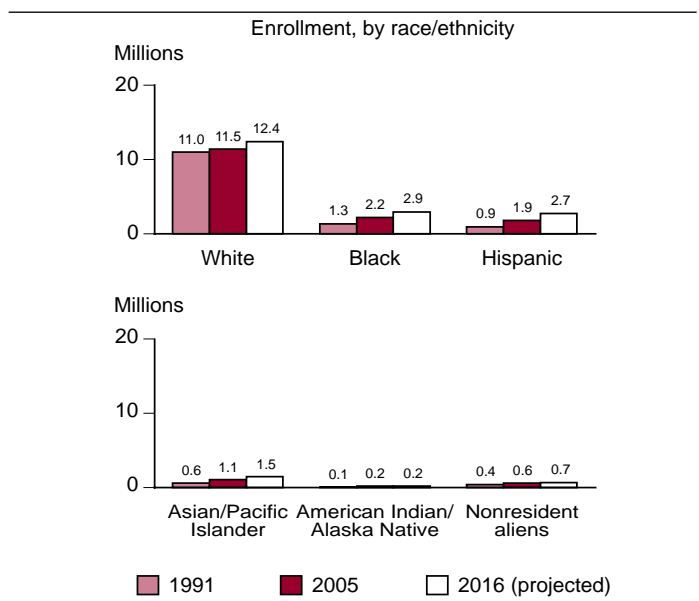 Enrollment, by race/ethnicity
Millions
20
11.0 11.5 12.4
10
1.3 2.2 2.9
0.9 1.9 2.7
0
White Black Hispanic
Millions
20
10
0.6 1.1 1.5
0.1 0.2 0.2
0.4 0.6 0.7
0
Asian/Pacific American Indian/ Nonresident
Islander Alaska Native aliens
1991 2005 2016 (projected)